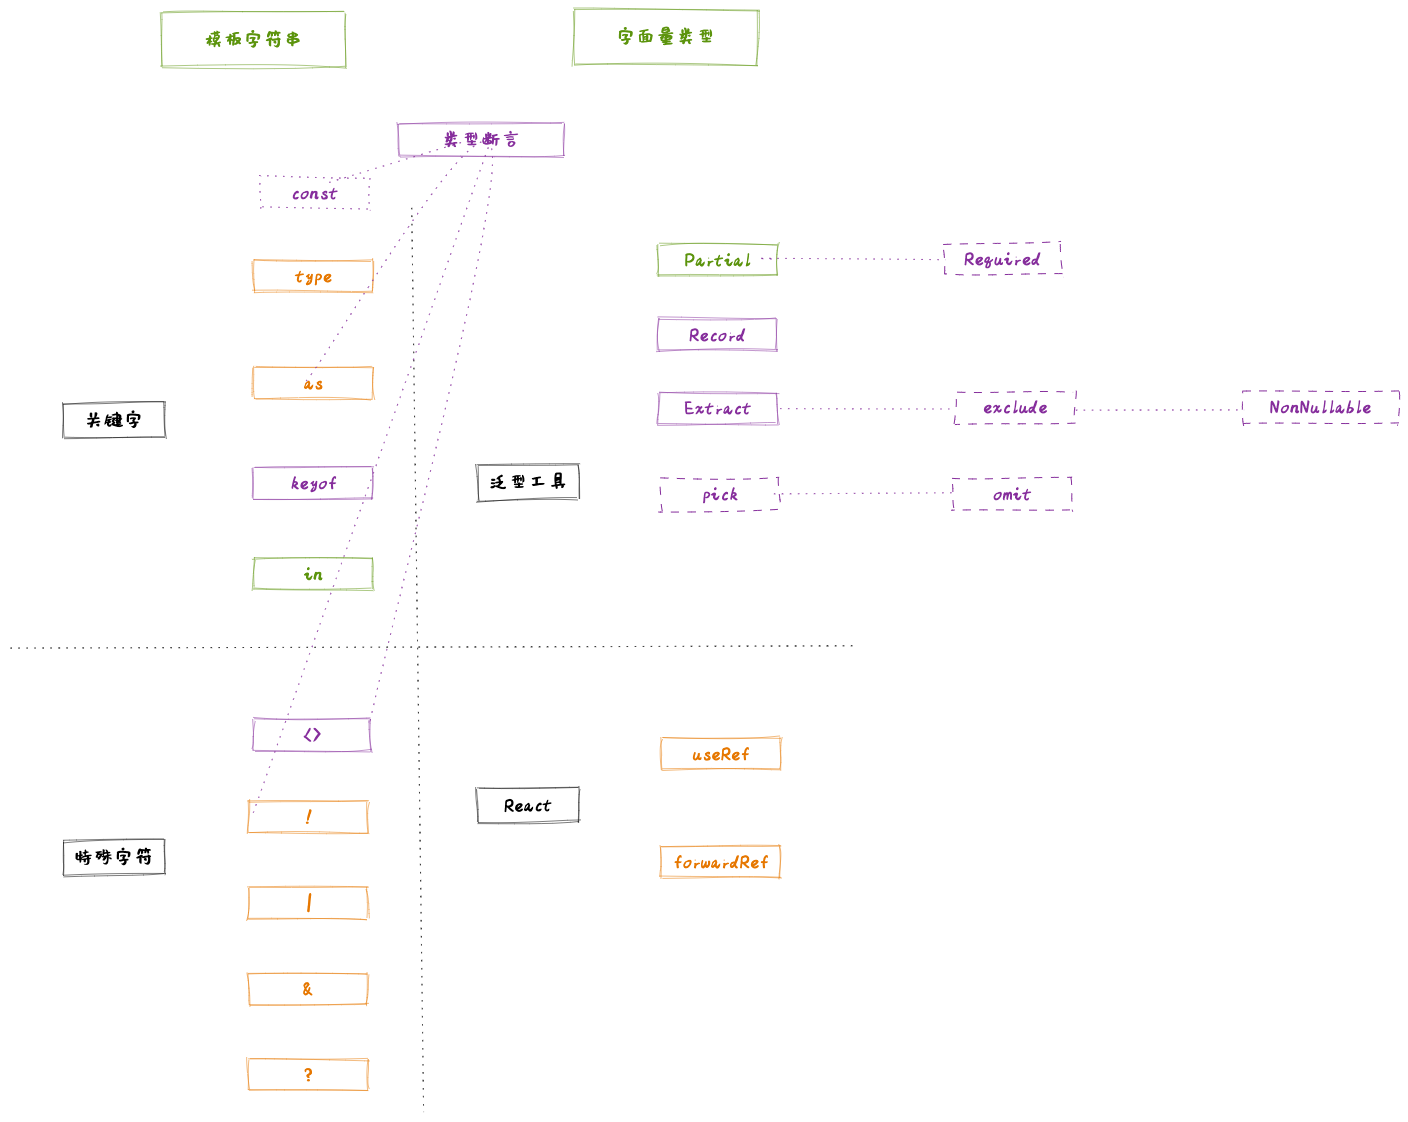 模板字符串
字面量类型
类型断言
const
type
as
关键字
keyof
in
Partial
Required
Record
Extract
exclude
NonNullable
泛型工具
pick
omit
<>
!
特殊字符
|
&
?
React
useRef
forwardRef